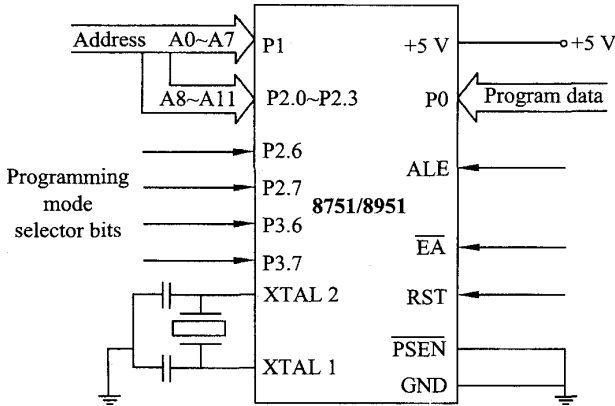 Address A0~A7
P1
+5 V
+5 V
A8~A11
P2.0~P2.3
P0
Program data
P2.6
ALE
Programming
mode
selector bits
P2.7
8751/8951
P3.6
EA
P3.7
XTAL 2
RST
PSEN
XTAL 1
GND